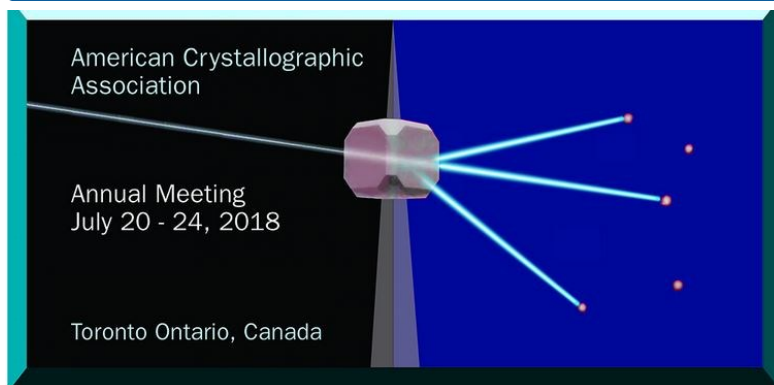 American Crystallographic
Association
Annual Meeting
July 20 - 24, 2018
Toronto Ontario, Canada